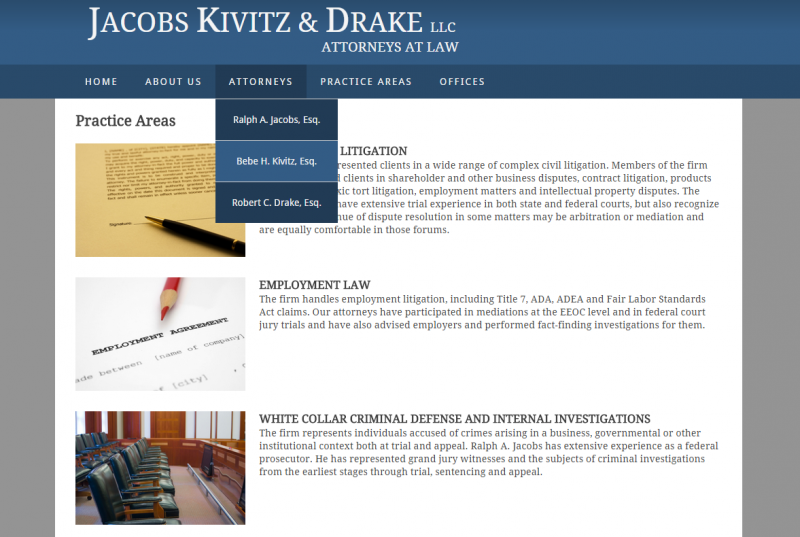 JACOBS KIVITZ & DRAKE LLC
ATTORNEYS AT LAW
HOME ABOUT US ATTORNEYS PRACTICE AREAS OFFICES
Practice Areas
Ralph A. Jacobs, Esq.
Bebe H. Kivitz, Esq.
Robert C. Drake, Esq.
LITIGATION
resented clients in a wide range of complex civil litigation. Members of the firm
d clients in shareholder and other business disputes, contract litigation, products
xic tort litigation, employment matters and intellectual property disputes. The
have extensive trial experience in both state and federal courts, but also recognize
nue of dispute resolution in some matters may be arbitration or mediation and
are equally comfortable in those forums.
Signature
EMPLOYMENT LAW
The firm handles employment litigation, including Title 7, ADA, ADEA and Fair Labor Standards
Act claims. Our attorneys have participated in mediations at the EEOC level and in federal court
jury trials and have also advised employers and performed fact-finding investigations for them.
EMPLOYMENT AGREEMENT
ade between [name of company]
[city]
WHITE COLLAR CRIMINAL DEFENSE AND INTERNAL INVESTIGATIONS
The firm represents individuals accused of crimes arising in a business, governmental or other
institutional context both at trial and appeal. Ralph A. Jacobs has extensive experience as a federal
prosecutor. He has represented grand jury witnesses and the subjects of criminal investigations
from the earliest stages through trial, sentencing and appeal.